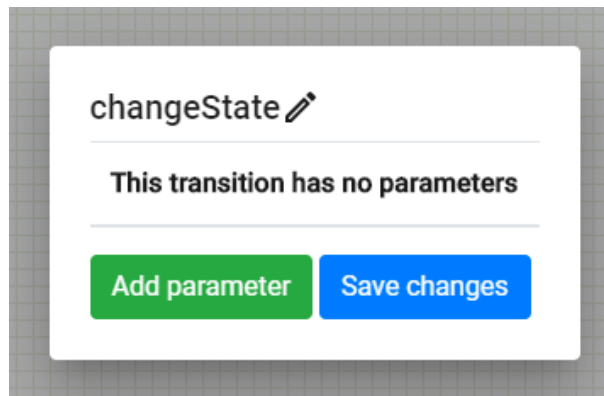 changeState
This transition has no parameters
Add parameter
Save changes